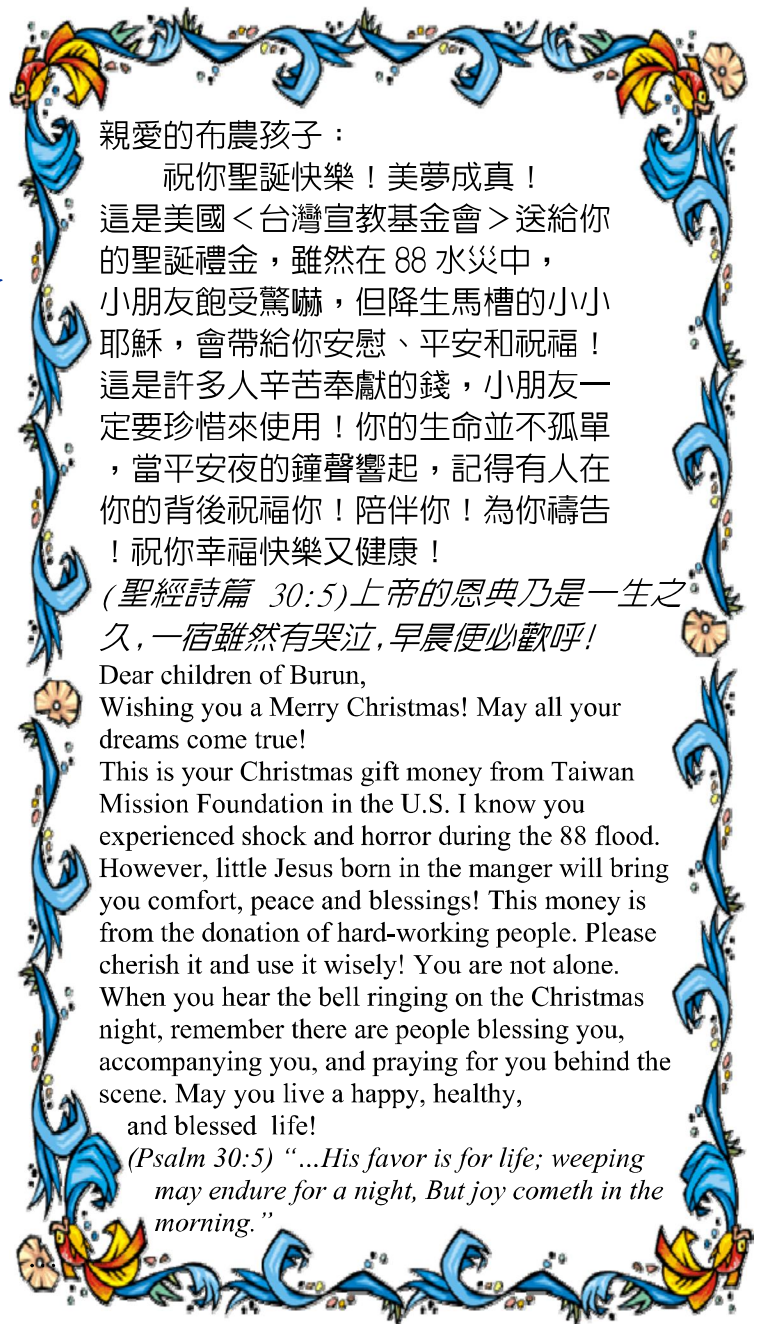 親愛的布農孩子：
祝你聖誕快樂！美夢成真！
這是美國＜台灣宣教基金會＞送給你
的聖誕禮金，雖然在 88 水災中，
小朋友飽受驚嚇，但降生馬槽的小小
耶穌，會帶給你安慰、平安和祝福！
這是許多人辛苦奉獻的錢，小朋友一
定要珍惜來使用！你的生命並不孤單
，當平安夜的鐘聲響起，記得有人在
你的背後祝福你！陪伴你！為你禱告
！祝你幸福快樂又健康！
(聖經詩篇 30:5)上帝的恩典乃是一生之
久,一宿雖然有哭泣,早晨便必歡呼!
Dear children of Burun,
Wishing you a Merry Christmas! May all your
dreams come true!
This is your Christmas gift money from Taiwan
Mission Foundation in the U.S. I know you
experienced shock and horror during the 88 flood.
However, little Jesus born in the manger will bring
you comfort, peace and blessings! This money is
from the donation of hard-working people. Please
cherish it and use it wisely! You are not alone.
When you hear the bell ringing on the Christmas
night, remember there are people blessing you,
accompanying you, and praying for you behind the
scene. May you live a happy, healthy,
and blessed life!
(Psalm 30:5) “…His favor is for life; weeping
may endure for a night, But joy cometh in the
morning.”
…